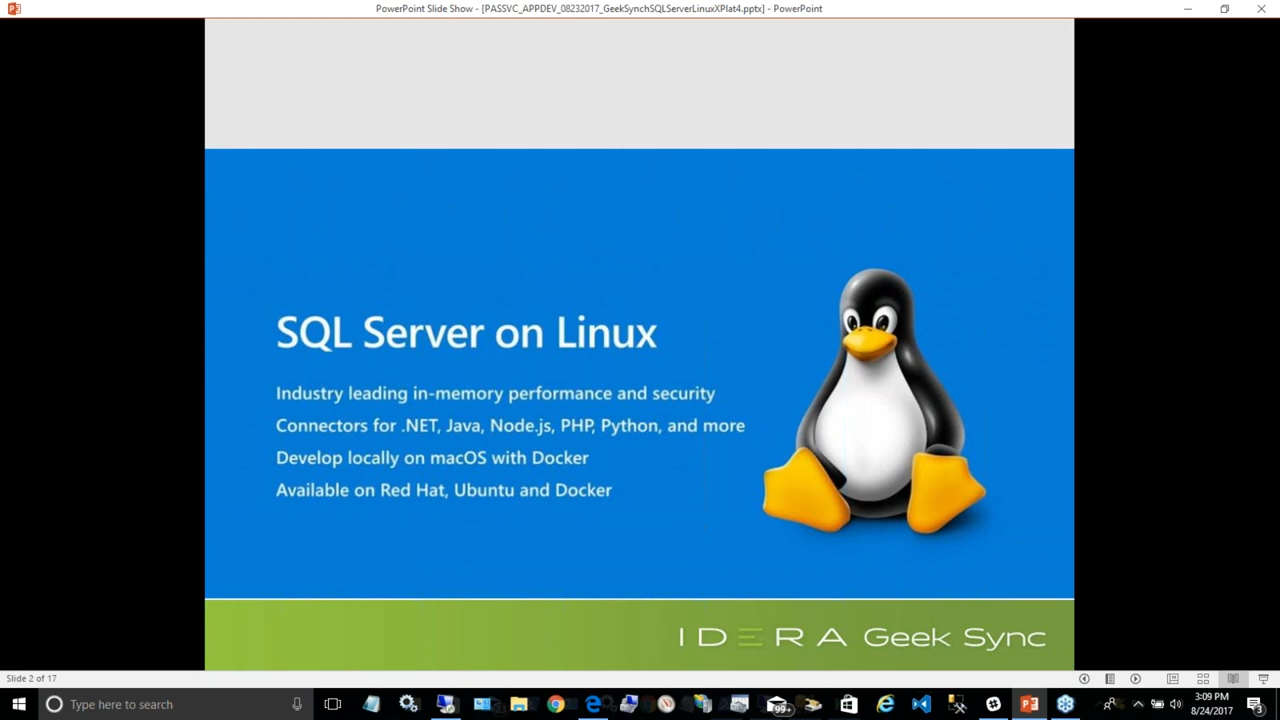 PowerPoint Slide Show - [PASSVC_APPDEV_08232017_GeekSynchSQLServerLinuxXPlat4.pptx] - PowerPoint
SQL Server on Linux
Industry leading in-memory performance and security
Connectors for .NET, Java, Node.js, PHP, Python, and more
Develop locally on macOS with Docker
Available on Red Hat, Ubuntu and Docker
IDERA Geek Sync
Slide 2 of 17
Type here to search
99+
3:09 PM
8/24/2017
3